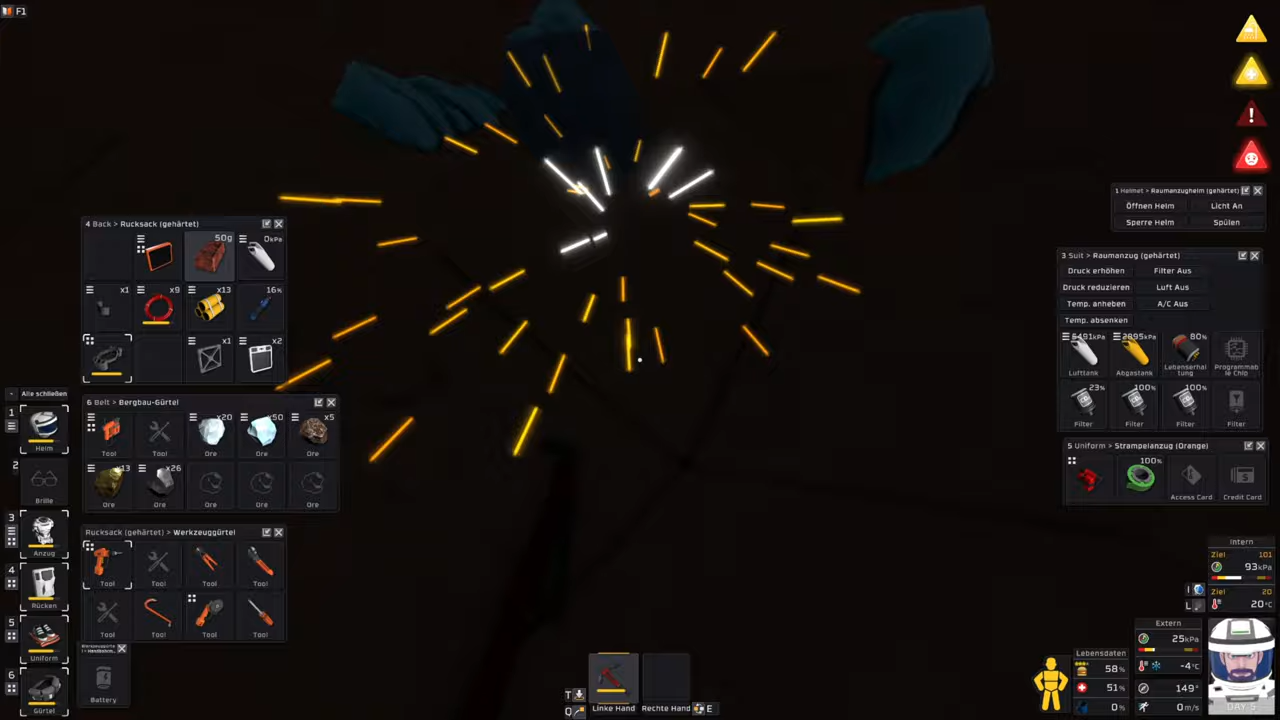 F1
4 Back > Rucksack (gehärtet)
50g
0kPa
x1
x9
x13
16%
x1
x2
Alle schließen
1
Helm
2
Brille
3
Anzug
4
Rücken
5
Uniform
6
Gürtel
6 Belt > Bergbau-Gürtel
x20
x50
x5
Tool
Tool
Ore
Ore
Ore
x13
x26
Ore
Ore
Ore
Ore
Ore
Rucksack (gehärtet) > Werkzeuggürtel
Tool
Tool
Tool
Tool
Tool
Tool
Tool
Tool
Battery
T
Q
Linke Hand
Rechte Hand
E
1 Helmet > Raumanzughelm (gehärtet)
Öffnen Helm
Licht An
Sperre Helm
Spülen
3 Suit > Raumanzug (gehärtet)
Druck erhöhen
Filter Aus
Druck reduzieren
Luft Aus
Temp. anheben
A/C Aus
Temp. absenken
80%
Lufttank
Abgastank
Lebenserhaltung
Programmable Chip
23%
100%
100%
Filter
Filter
Filter
Filter
5 Uniform > Strampelanzug (Orange)
100%
Access Card
Credit Card
Intern
Ziel 101
93kPa
Ziel 20
20°C
I
L
Extern
25kPa
-4°C
149°
0m/s
Lebensdaten
58%
51%
0%
DAY 5